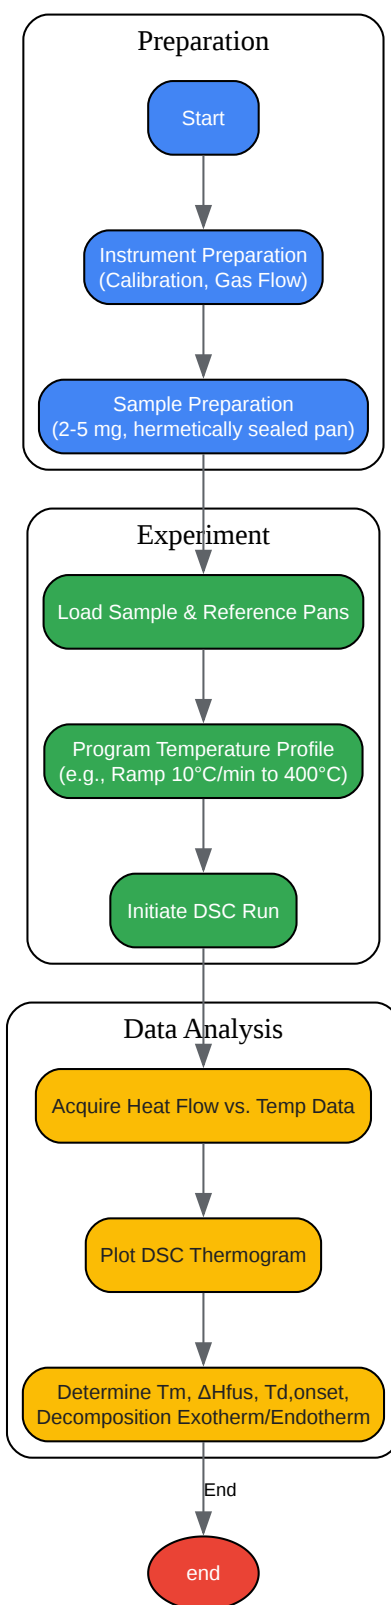 Preparation
Start
Instrument Preparation
(Calibration, Gas Flow)
Sample Preparation
(2-5 mg, hermetically sealed pan)
Experiment
Load Sample & Reference Pans
Program Temperature Profile
(e.g., Ramp 10°C/min to 400°C)
Initiate DSC Run
Data Analysis
Acquire Heat Flow vs. Temp Data
Plot DSC Thermogram
Determine Tm, ΔHfus, Td,onset,
Decomposition Exotherm/Endotherm
End
end